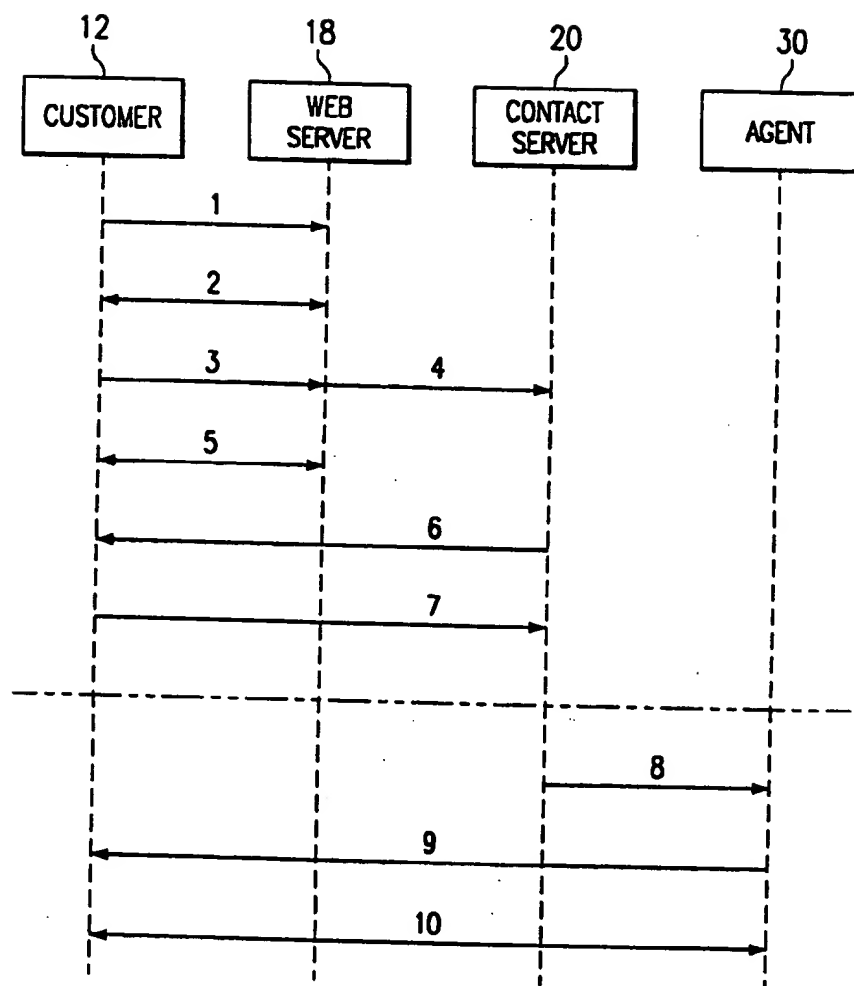 12 18 20 30
CUSTOMER
WEB
SERVER
CONTACT
SERVER
AGENT
1
2
3 4
5
6
7
8
9
10